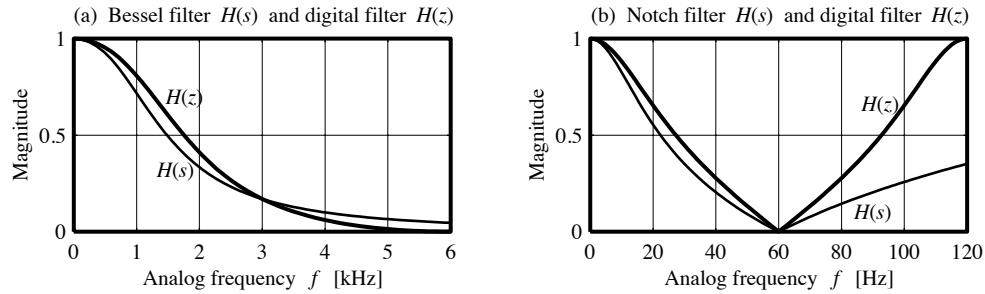 (a) Bessel filter H(s) and digital filter H(z)
1
0.5
0
Magnitude
H(z)
H(s)
0 1 2 3 4 5 6
Analog frequency f [kHz]
(b) Notch filter H(s) and digital filter H(z)
1
0.5
0
Magnitude
H(z)
H(s)
0 20 40 60 80 100 120
Analog frequency f [Hz]